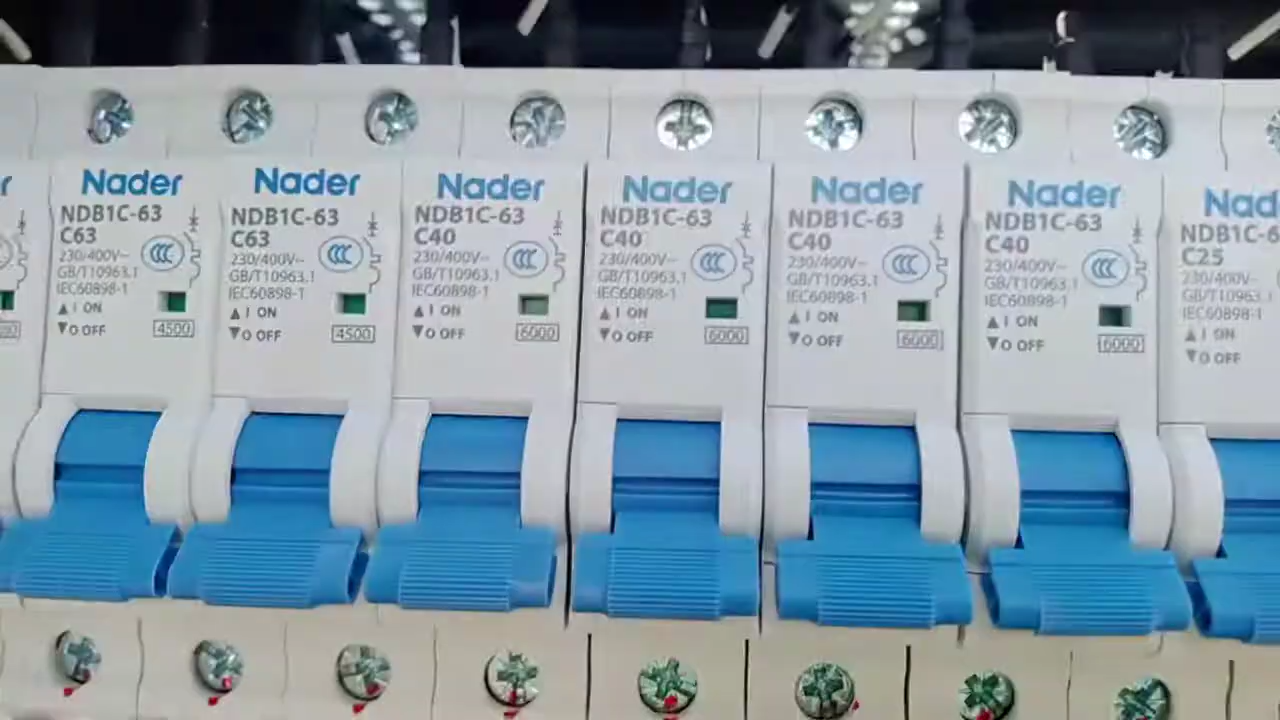 Nader
NDB1C-63
C63
230/400V~
GB/T10963.1
IEC60898-1
▲I ON
▼O OFF
4500
Nader
NDB1C-63
C63
230/400V~
GB/T10963.1
IEC60898-1
▲I ON
▼O OFF
4500
Nader
NDB1C-63
C40
230/400V~
GB/T10963.1
IEC60898-1
▲I ON
▼O OFF
6000
Nader
NDB1C-63
C40
230/400V~
GB/T10963.1
IEC60898-1
▲I ON
▼O OFF
6000
Nader
NDB1C-63
C40
230/400V~
GB/T10963.1
IEC60898-1
▲I ON
▼O OFF
6000
Nader
NDB1C-63
C40
230/400V~
GB/T10963.1
IEC60898-1
▲I ON
▼O OFF
6000
Nad
NDB1C-6
C25
230/400V~
GB/T10963.1
IEC60898-1
▲I ON
▼O OFF